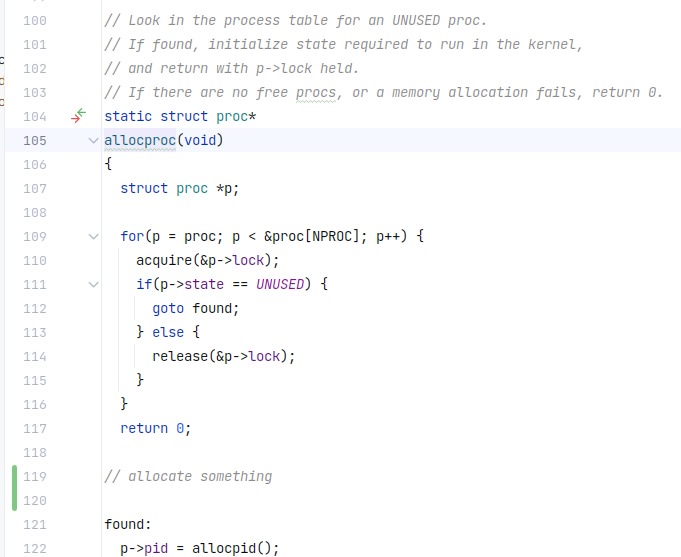 100 // Look in the process table for an UNUSED proc.
101 // If found, initialize state required to run in the kernel,
102 // and return with p->lock held.
103 // If there are no free procs, or a memory allocation fails, return 0.
104 static struct proc*
105 allocproc(void)
106 {
107   struct proc *p;
108
109   for(p = proc; p < &proc[NPROC]; p++) {
110     acquire(&p->lock);
111     if(p->state == UNUSED) {
112       goto found;
113     } else {
114       release(&p->lock);
115     }
116   }
117   return 0;
118
119 // allocate something
120
121 found:
122   p->pid = allocpid();